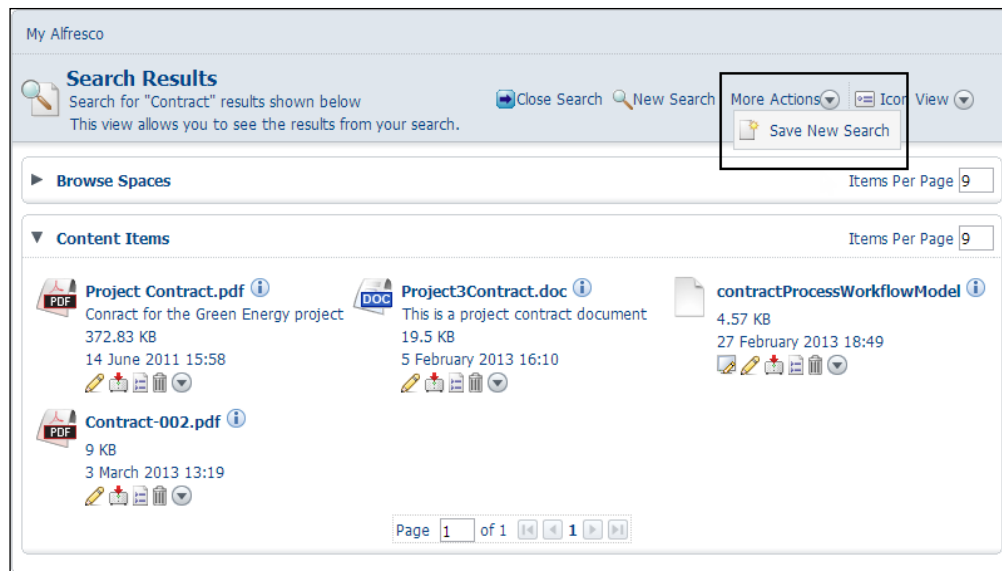 My Alfresco
Search Results
Search for "Contract" results shown below
This view allows you to see the results from your search.
Close Search New Search More Actions Icon View
Save New Search
Browse Spaces Items Per Page 9
Content Items Items Per Page 9
PDF Project Contract.pdf
Conract for the Green Energy project
372.83 KB
14 June 2011 15:58
DOC Project3Contract.doc
This is a project contract document
19.5 KB
5 February 2013 16:10
contractProcessWorkflowModel
4.57 KB
27 February 2013 18:49
PDF Contract-002.pdf
9 KB
3 March 2013 13:19
Page 1 of 1 1